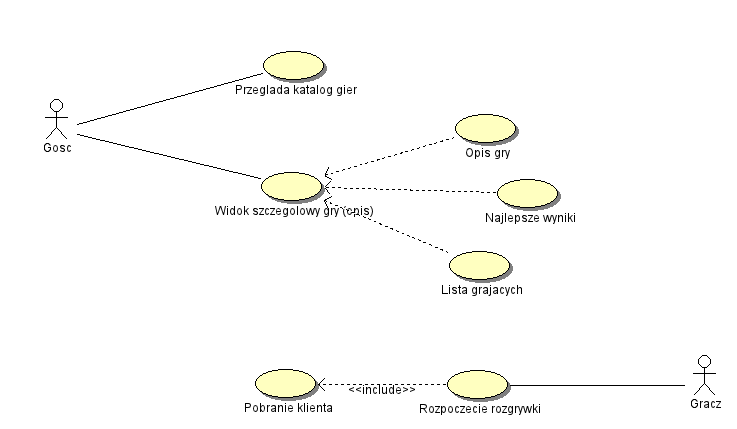 Przeglada katalog gier
Gosc
Opis gry
Widok szczegolowy gry (opis)
Najlepsze wyniki
Lista grajacych
<<include>>
Pobranie klienta
Rozpoczecie rozgrywki
Gracz